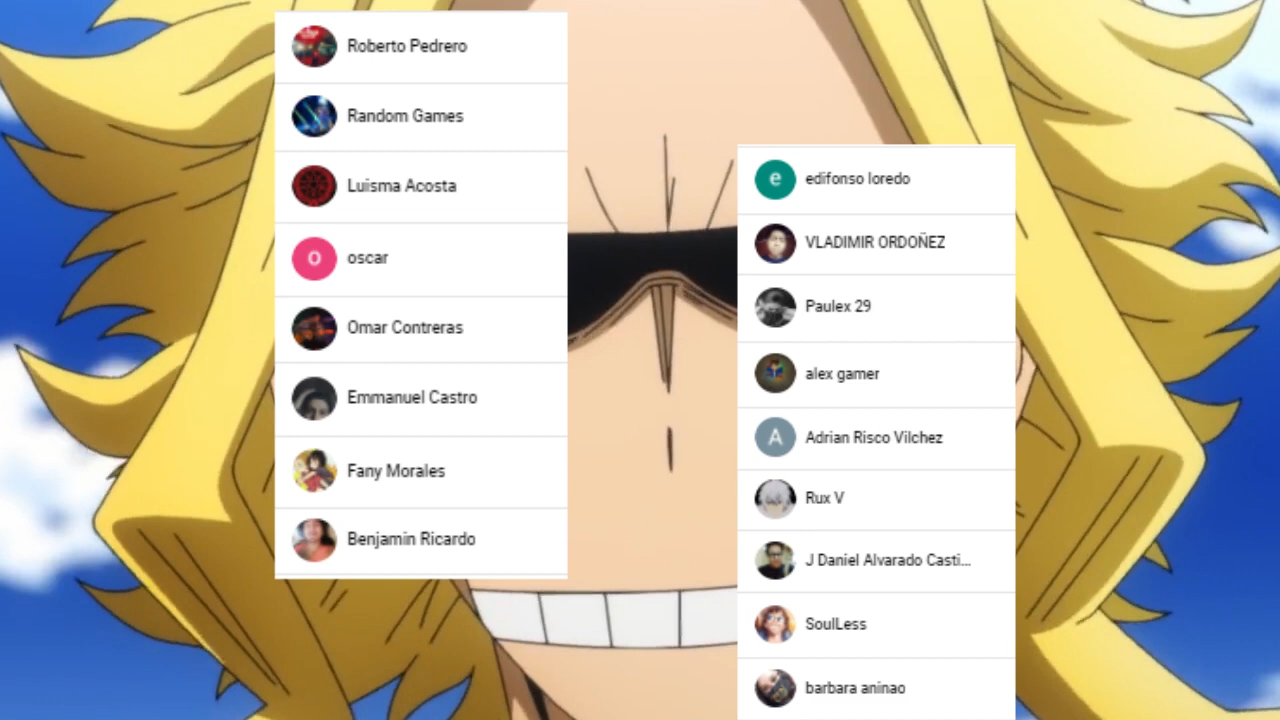 Roberto Pedrero
Random Games
Luisma Acosta
o
oscar
Omar Contreras
Emmanuel Castro
Fany Morales
Benjamin Ricardo
e
edifonso loredo
VLADIMIR ORDOÑEZ
Paulex 29
alex gamer
A
Adrian Risco Vilchez
Rux V
J Daniel Alvarado Casti...
SoulLess
barbara aninao